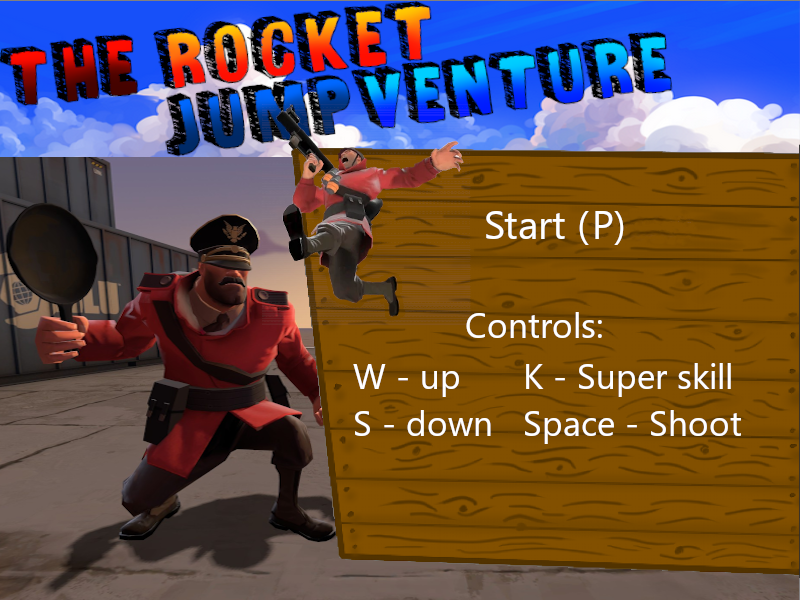 THE ROCKET
JUMPVENTURE
Start (P)
Controls:
W - up
K - Super skill
S - down
Space - Shoot